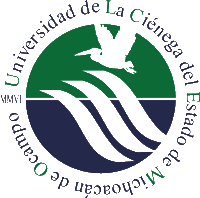 Universidad de La Ciénega del Estado de Michoacán de Ocampo
MMVI